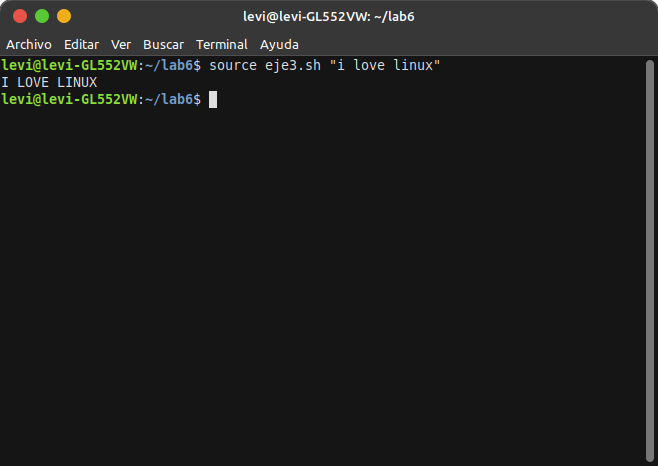 levi@levi-GL552VW: ~/lab6
Archivo Editar Ver Buscar Terminal Ayuda
levi@levi-GL552VW:~/lab6$ source eje3.sh "i love linux"
I LOVE LINUX
levi@levi-GL552VW:~/lab6$